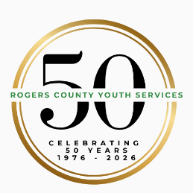 50
ROGERS COUNTY YOUTH SERVICES
CELEBRATING
50 YEARS
1976 - 2026